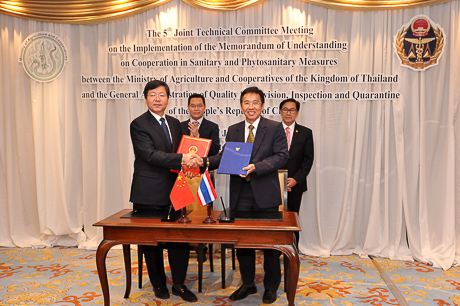 The 5th Joint Technical Committee Meeting
on the Implementation of the Memorandum of Understanding
on Cooperation in Sanitary and Phytosanitary Measures
between the Ministry of Agriculture and Cooperatives of the Kingdom of Thailand
and the General Administration of Quality Supervision, Inspection and Quarantine
of the People's Republic of